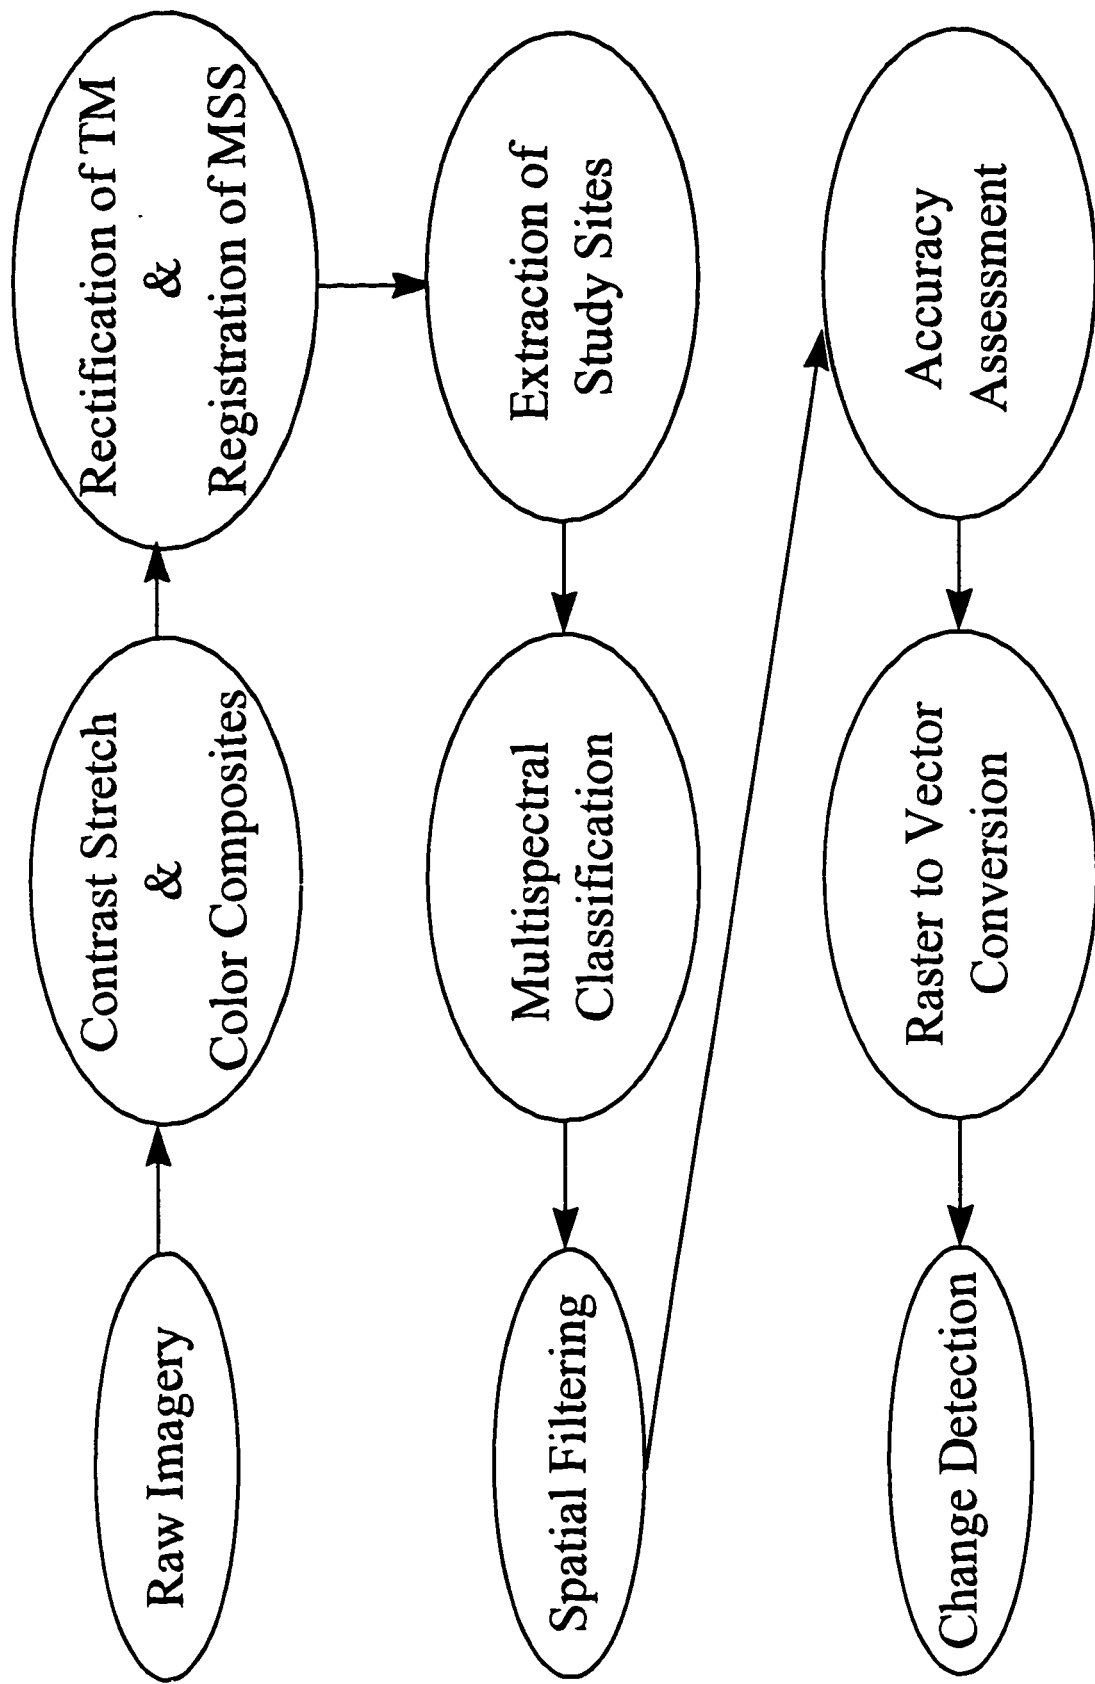 Raw Imagery
Contrast Stretch
&
Color Composites
Rectification of TM
&
Registration of MSS
Extraction of
Study Sites
Multispectral
Classification
Spatial Filtering
Accuracy
Assessment
Raster to Vector
Conversion
Change Detection